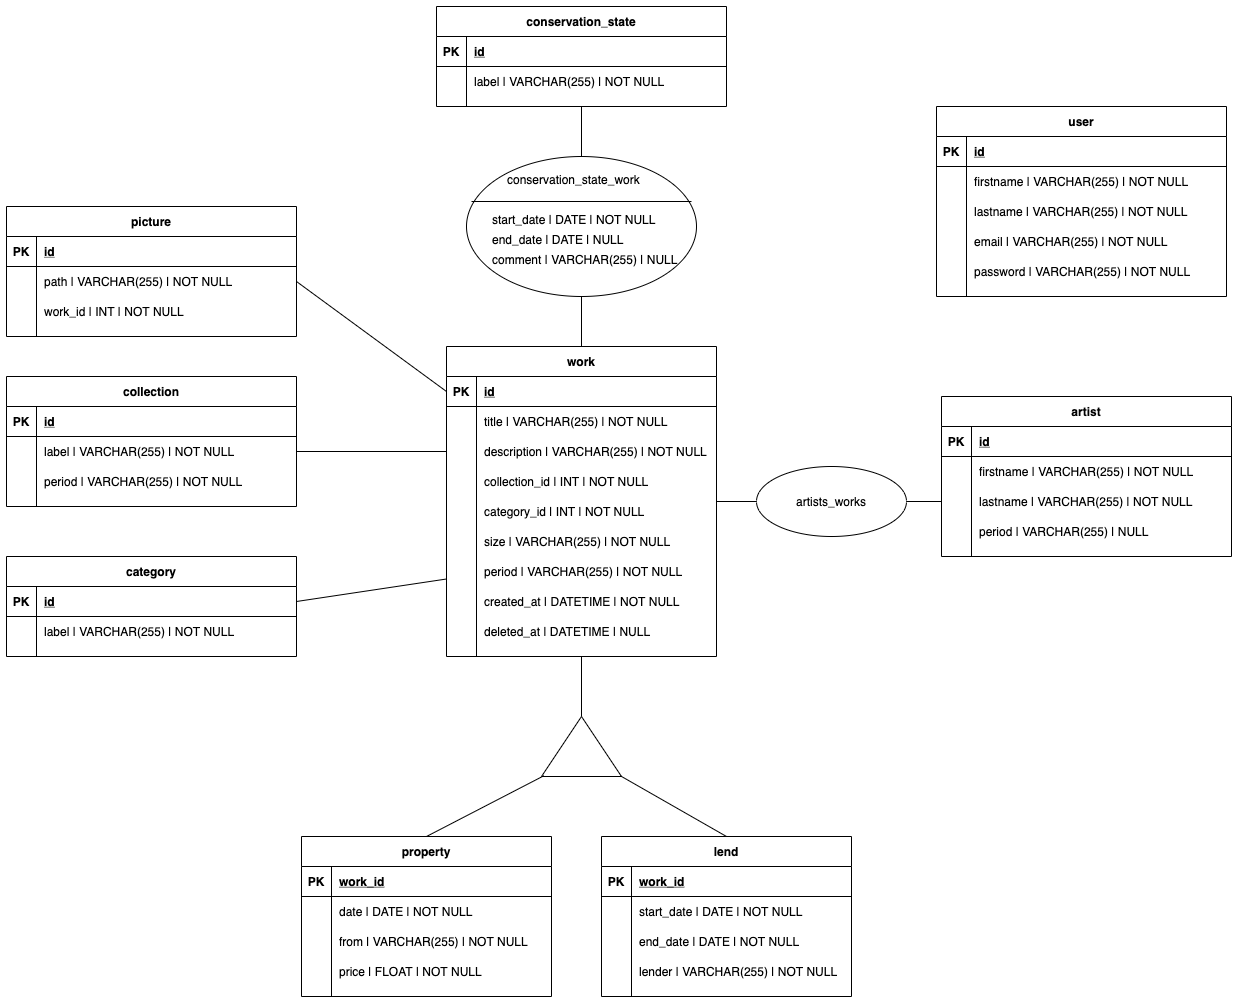 conservation_state
PK id
label | VARCHAR(255) | NOT NULL
user
PK id
firstname | VARCHAR(255) | NOT NULL
lastname | VARCHAR(255) | NOT NULL
email | VARCHAR(255) | NOT NULL
password | VARCHAR(255) | NOT NULL
conservation_state_work
start_date | DATE | NOT NULL
end_date | DATE | NULL
comment | VARCHAR(255) | NULL
picture
PK id
path | VARCHAR(255) | NOT NULL
work_id | INT | NOT NULL
collection
PK id
label | VARCHAR(255) | NOT NULL
period | VARCHAR(255) | NOT NULL
category
PK id
label | VARCHAR(255) | NOT NULL
work
PK id
title | VARCHAR(255) | NOT NULL
description | VARCHAR(255) | NOT NULL
collection_id | INT | NOT NULL
category_id | INT | NOT NULL
size | VARCHAR(255) | NOT NULL
period | VARCHAR(255) | NOT NULL
created_at | DATETIME | NOT NULL
deleted_at | DATETIME | NULL
artists_works
artist
PK id
firstname | VARCHAR(255) | NOT NULL
lastname | VARCHAR(255) | NOT NULL
period | VARCHAR(255) | NULL
property
PK work_id
date | DATE | NOT NULL
from | VARCHAR(255) | NOT NULL
price | FLOAT | NOT NULL
lend
PK work_id
start_date | DATE | NOT NULL
end_date | DATE | NOT NULL
lender | VARCHAR(255) | NOT NULL